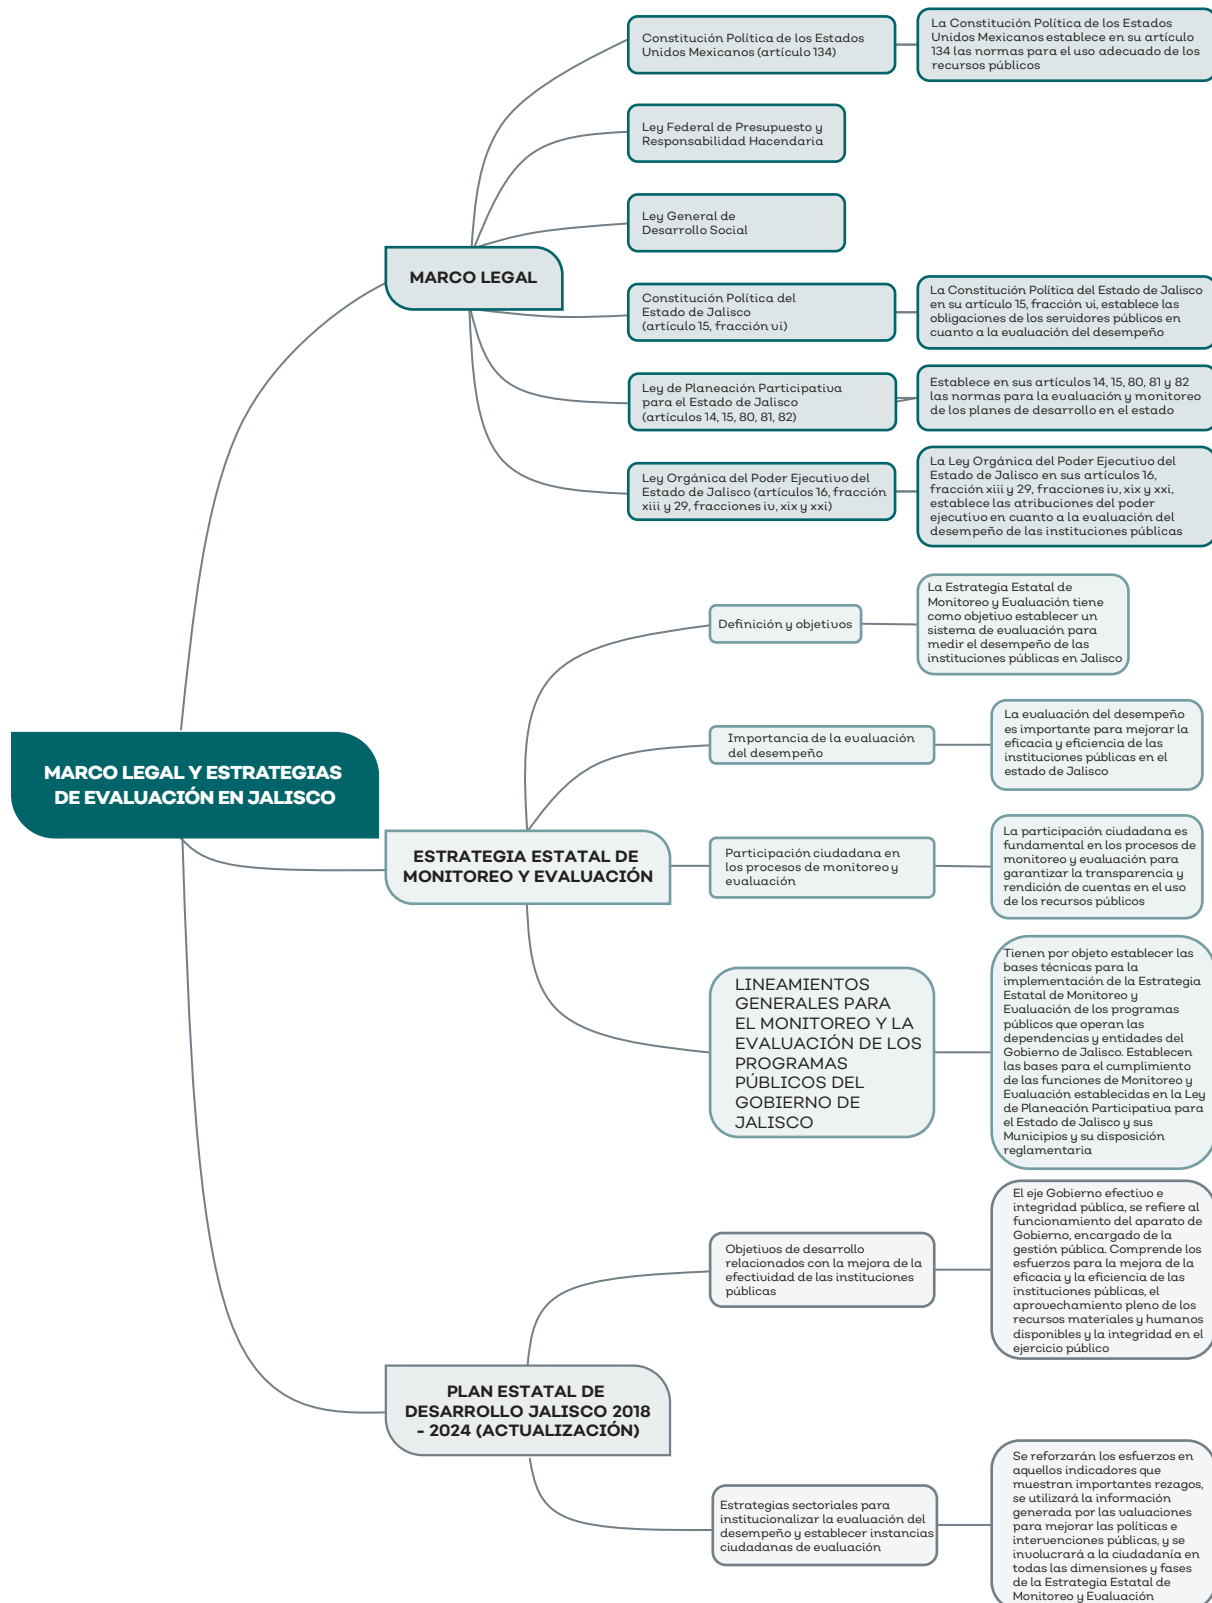 MARCO LEGAL Y ESTRATEGIAS
DE EVALUACIÓN EN JALISCO
MARCO LEGAL
Constitución Política de los Estados
Unidos Mexicanos (artículo 134)
La Constitución Política de los Estados
Unidos Mexicanos establece en su artículo
134 las normas para el uso adecuado de los
recursos públicos
Ley Federal de Presupuesto y
Responsabilidad Hacendaria
Ley General de
Desarrollo Social
Constitución Política del
Estado de Jalisco
(artículo 15, fracción vi)
La Constitución Política del Estado de Jalisco
en su artículo 15, fracción vi, establece las
obligaciones de los servidores públicos en
cuanto a la evaluación del desempeño
Ley de Planeación Participativa
para el Estado de Jalisco
(artículos 14, 15, 80, 81, 82)
Establece en sus artículos 14, 15, 80, 81 y 82
las normas para la evaluación y monitoreo
de los planes de desarrollo en el estado
Ley Orgánica del Poder Ejecutivo del
Estado de Jalisco (artículos 16, fracción
xiii y 29, fracciones iv, xix y xxi)
La Ley Orgánica del Poder Ejecutivo del
Estado de Jalisco en sus artículos 16,
fracción xiii y 29, fracciones iv, xix y xxi,
establece las atribuciones del poder
ejecutivo en cuanto a la evaluación del
desempeño de las instituciones públicas
ESTRATEGIA ESTATAL DE
MONITOREO Y EVALUACIÓN
Definición y objetivos
La Estrategia Estatal de
Monitoreo y Evaluación tiene
como objetivo establecer un
sistema de evaluación para
medir el desempeño de las
instituciones públicas en Jalisco
Importancia de la evaluación
del desempeño
La evaluación del desempeño
es importante para mejorar la
eficacia y eficiencia de las
instituciones públicas en el
estado de Jalisco
Participación ciudadana en
los procesos de monitoreo y
evaluación
La participación ciudadana es
fundamental en los procesos de
monitoreo y evaluación para
garantizar la transparencia y
rendición de cuentas en el uso
de los recursos públicos
LINEAMIENTOS
GENERALES PARA
EL MONITOREO Y LA
EVALUACIÓN DE LOS
PROGRAMAS
PÚBLICOS DEL
GOBIERNO DE
JALISCO
Tienen por objeto establecer las
bases técnicas para la
implementación de la Estrategia
Estatal de Monitoreo y
Evaluación de los programas
públicos que operan las
dependencias y entidades del
Gobierno de Jalisco. Establecen
las bases para el cumplimiento
de las funciones de Monitoreo y
Evaluación establecidas en la Ley
de Planeación Participativa para
el Estado de Jalisco y sus
Municipios y su disposición
reglamentaria
PLAN ESTATAL DE
DESARROLLO JALISCO 2018
- 2024 (ACTUALIZACIÓN)
Objetivos de desarrollo
relacionados con la mejora de la
efectividad de las instituciones
públicas
El eje Gobierno efectivo e
integridad pública, se refiere al
funcionamiento del aparato de
Gobierno, encargado de la
gestión pública. Comprende los
esfuerzos para la mejora de la
eficacia y la eficiencia de las
instituciones públicas, el
aprovechamiento pleno de los
recursos materiales y humanos
disponibles y la integridad en el
ejercicio público
Estrategias sectoriales para
institucionalizar la evaluación del
desempeño y establecer instancias
ciudadanas de evaluación
Se reforzarán los esfuerzos en
aquellos indicadores que
muestran importantes rezagos,
se utilizará la información
generada por las valuaciones
para mejorar las políticas e
intervenciones públicas, y se
involucrará a la ciudadanía en
todas las dimensiones y fases
de la Estrategia Estatal de
Monitoreo y Evaluación